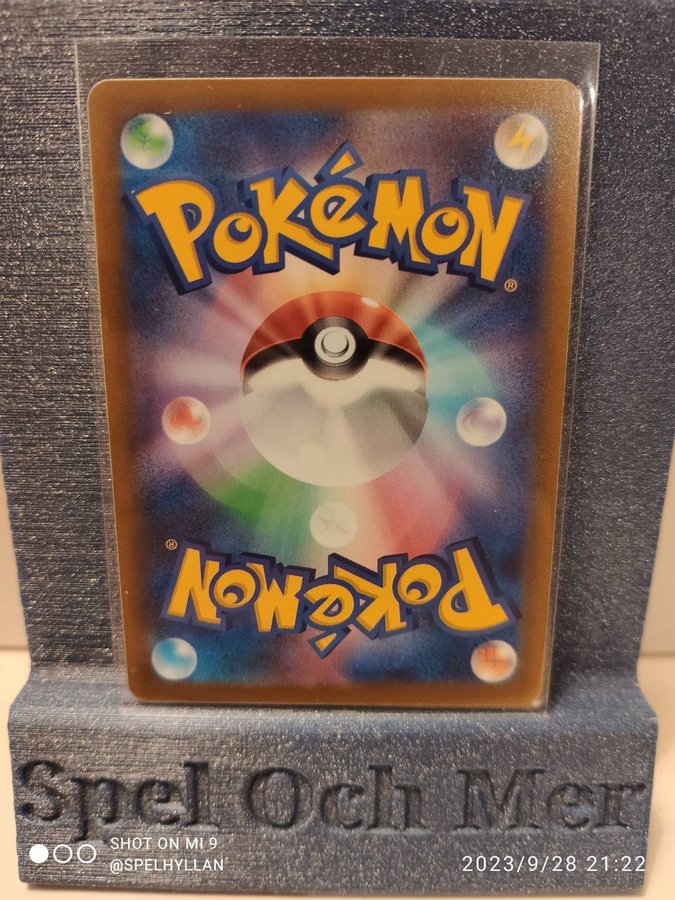 POKéMON®
POKéMON®
Spel Och Mer
SHOT ON MI 9
@SPELHYLLAN
2023/9/28 21:22